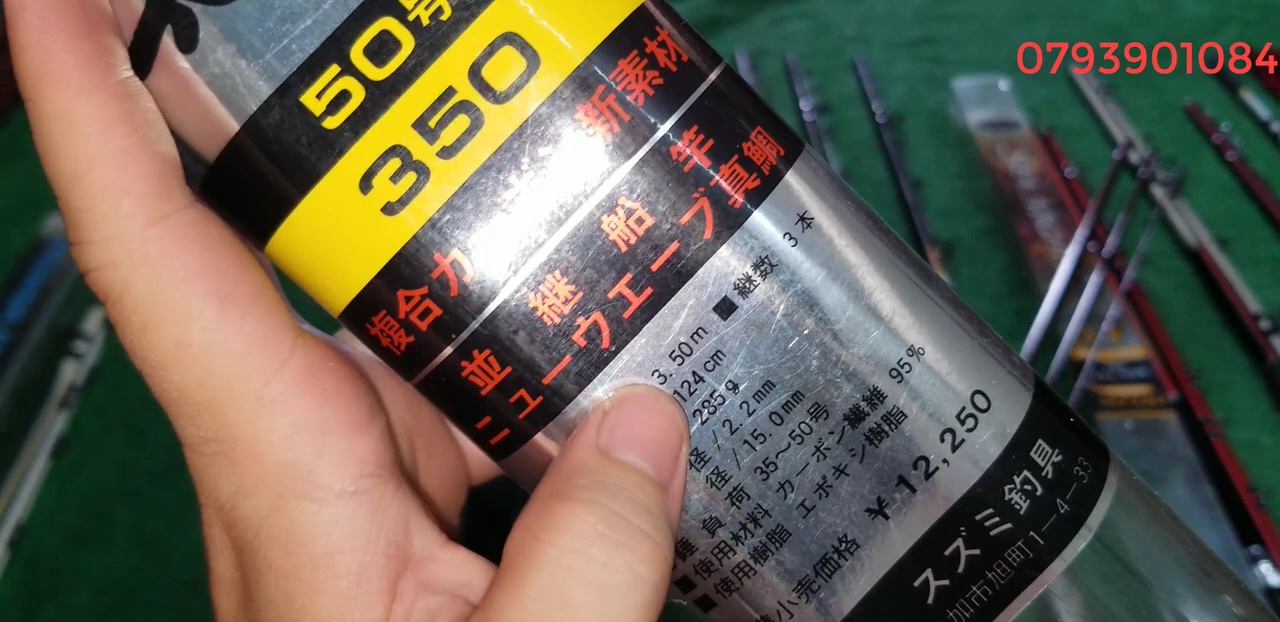 0793901084
50号
350
複合力 新素材
並継船竿
ニューウエーブ真鯛
■継数 3本
3.50m
124cm
285g
径/2.2mm
径/15.0mm
錘負荷 35〜50号
■使用材料 カーボン繊維 95%
■使用樹脂 エポキシ樹脂
小売価格 ¥12,250
スズミ釣具
加市旭町1-4-33